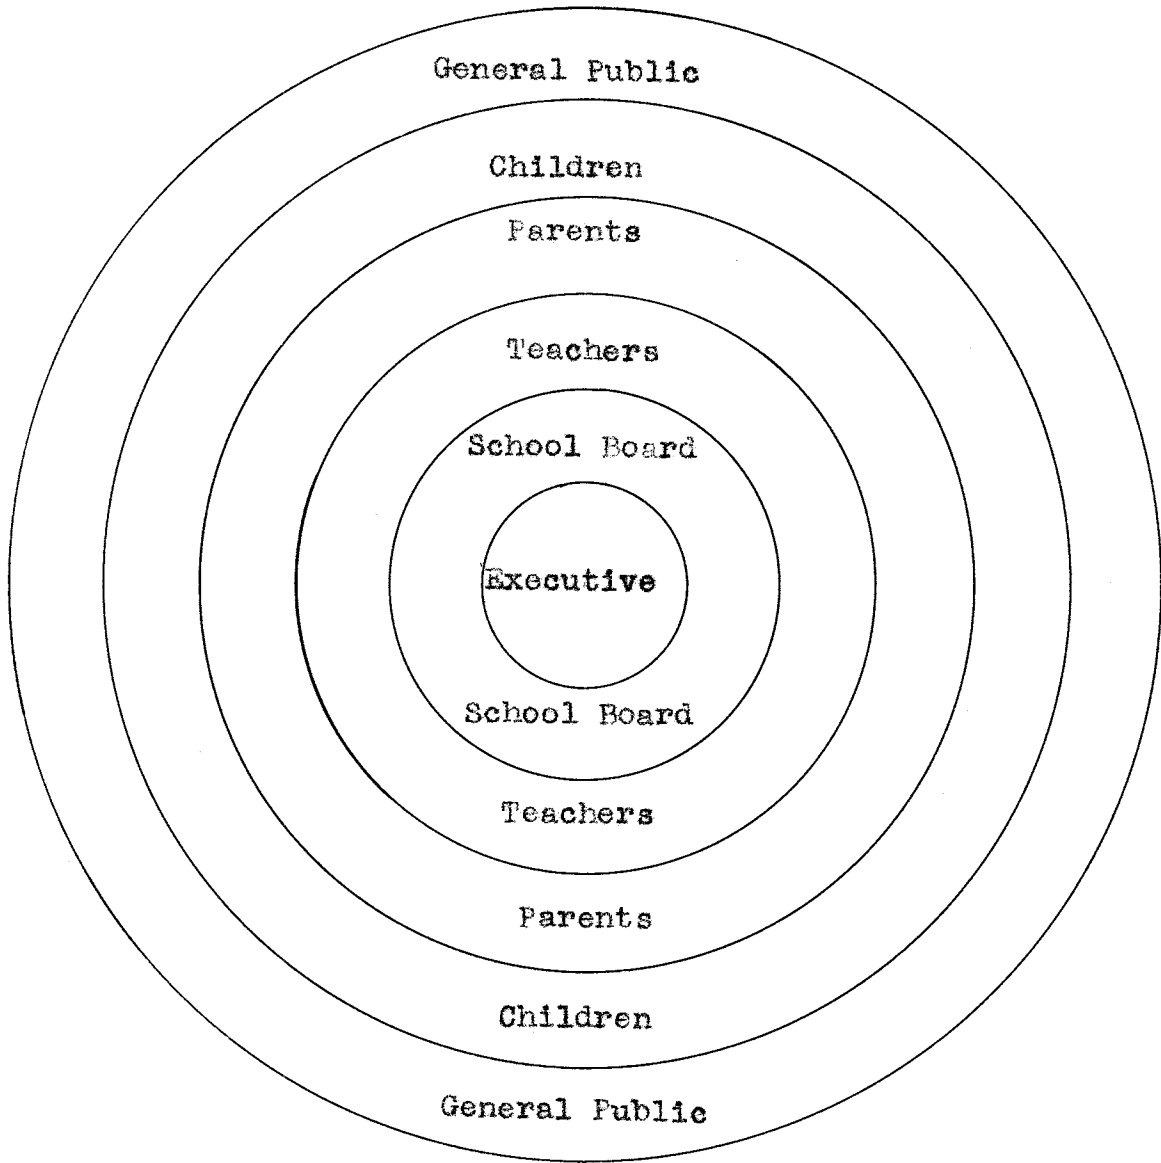 General Public
Children
Parents
Teachers
School Board
Executive
School Board
Teachers
Parents
Children
General Public